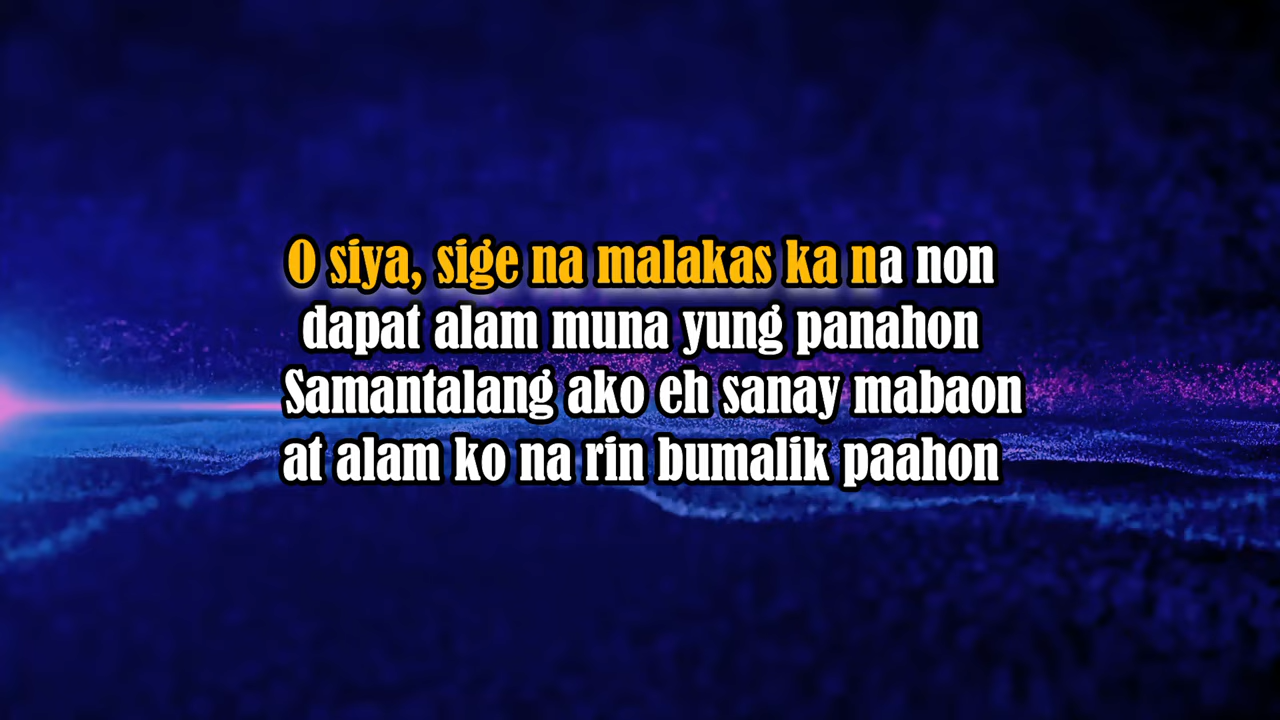 O siya, sige na malakas ka na non
dapat alam muna yung panahon
Samantalang ako eh sanay mabaon
at alam ko na rin bumalik paahon